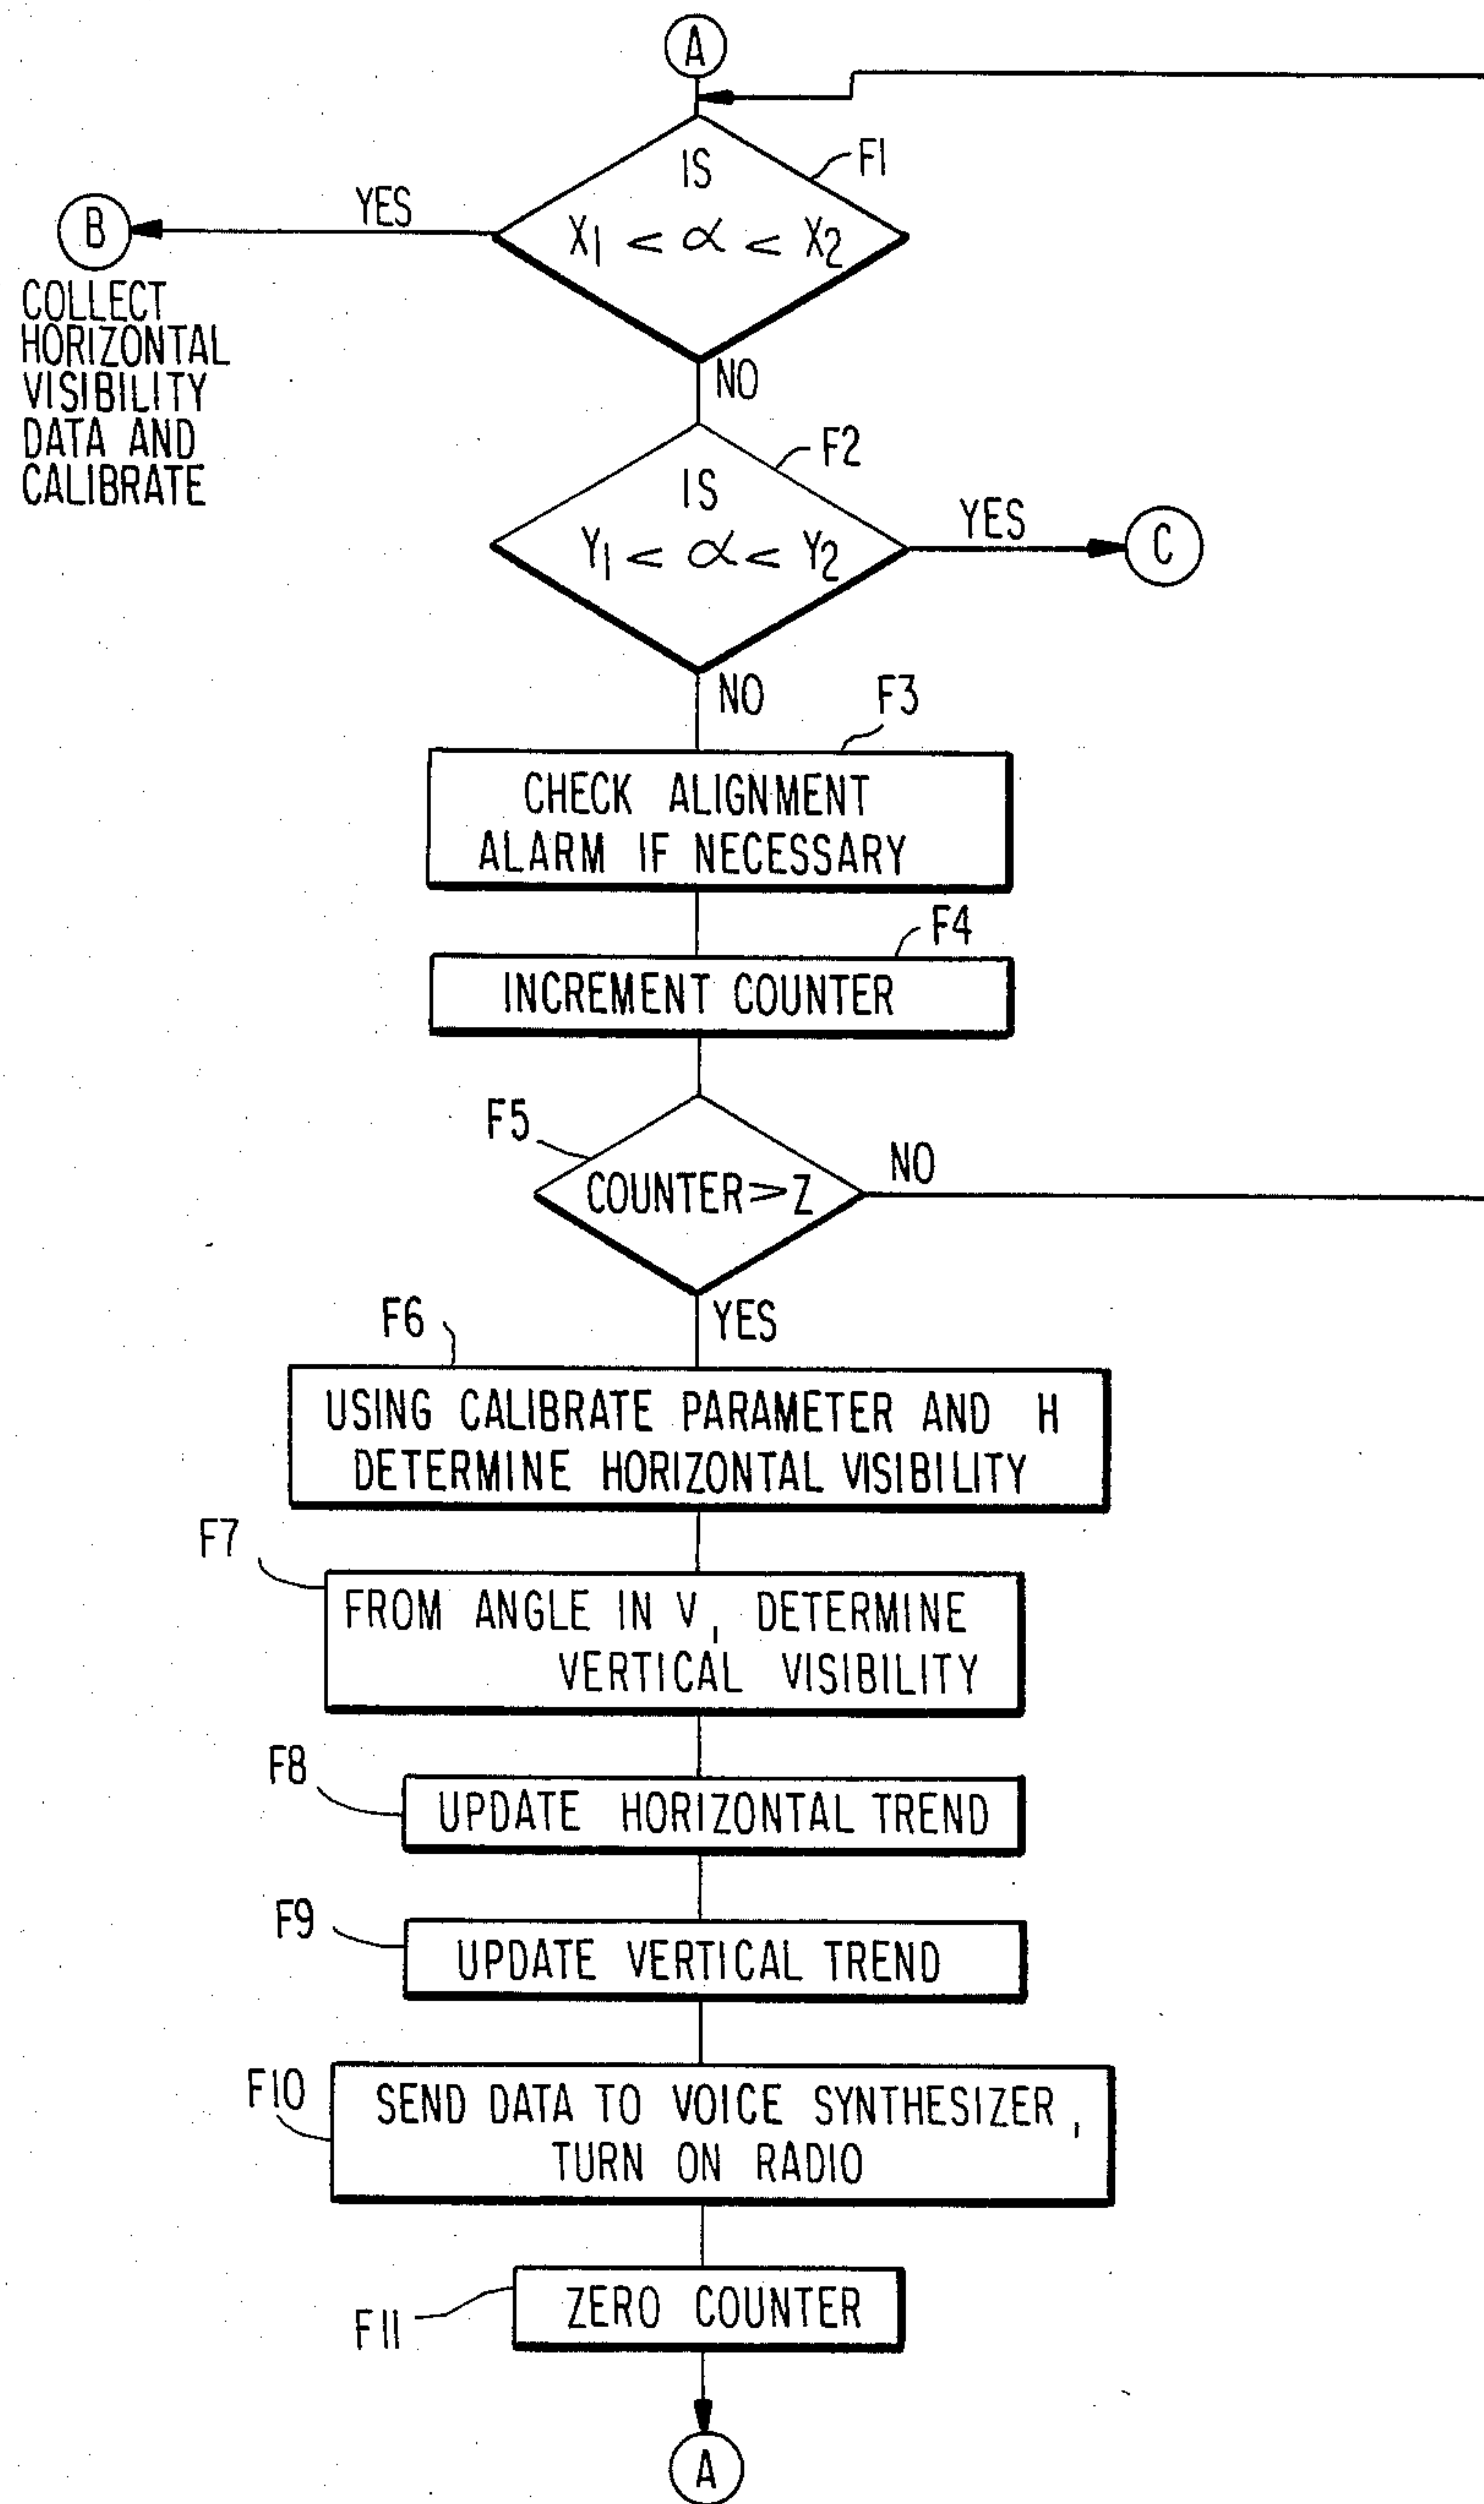 A
F1
IS
X1 < α < X2
YES
B
COLLECT
HORIZONTAL
VISIBILITY
DATA AND
CALIBRATE
NO
F2
IS
Y1 < α < Y2
YES
C
NO
F3
CHECK ALIGNMENT
ALARM IF NECESSARY
F4
INCREMENT COUNTER
F5
COUNTER>Z
NO
YES
F6
USING CALIBRATE PARAMETER AND H
DETERMINE HORIZONTAL VISIBILITY
F7
FROM ANGLE IN V, DETERMINE
VERTICAL VISIBILITY
F8
UPDATE HORIZONTAL TREND
F9
UPDATE VERTICAL TREND
F10
SEND DATA TO VOICE SYNTHESIZER,
TURN ON RADIO
F11
ZERO COUNTER
A